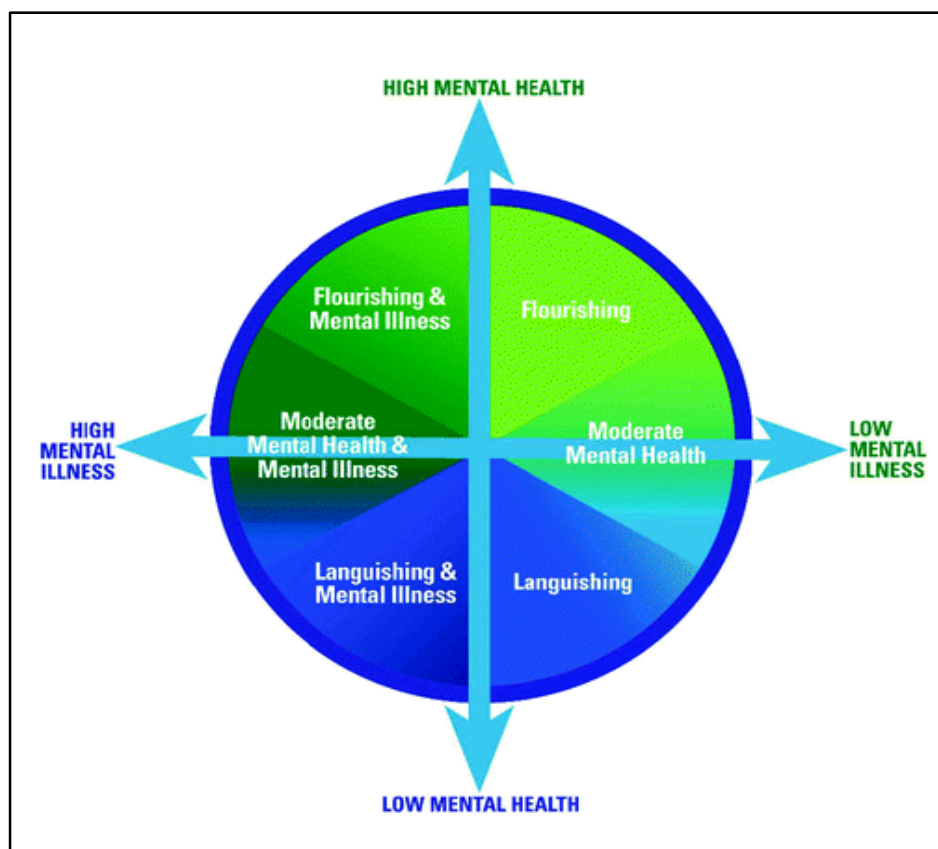 HIGH MENTAL HEALTH
Flourishing &
Mental Illness
Flourishing
HIGH
MENTAL
ILLNESS
Moderate
Mental Health &
Mental Illness
Moderate
Mental Health
LOW
MENTAL
ILLNESS
Languishing &
Mental Illness
Languishing
LOW MENTAL HEALTH